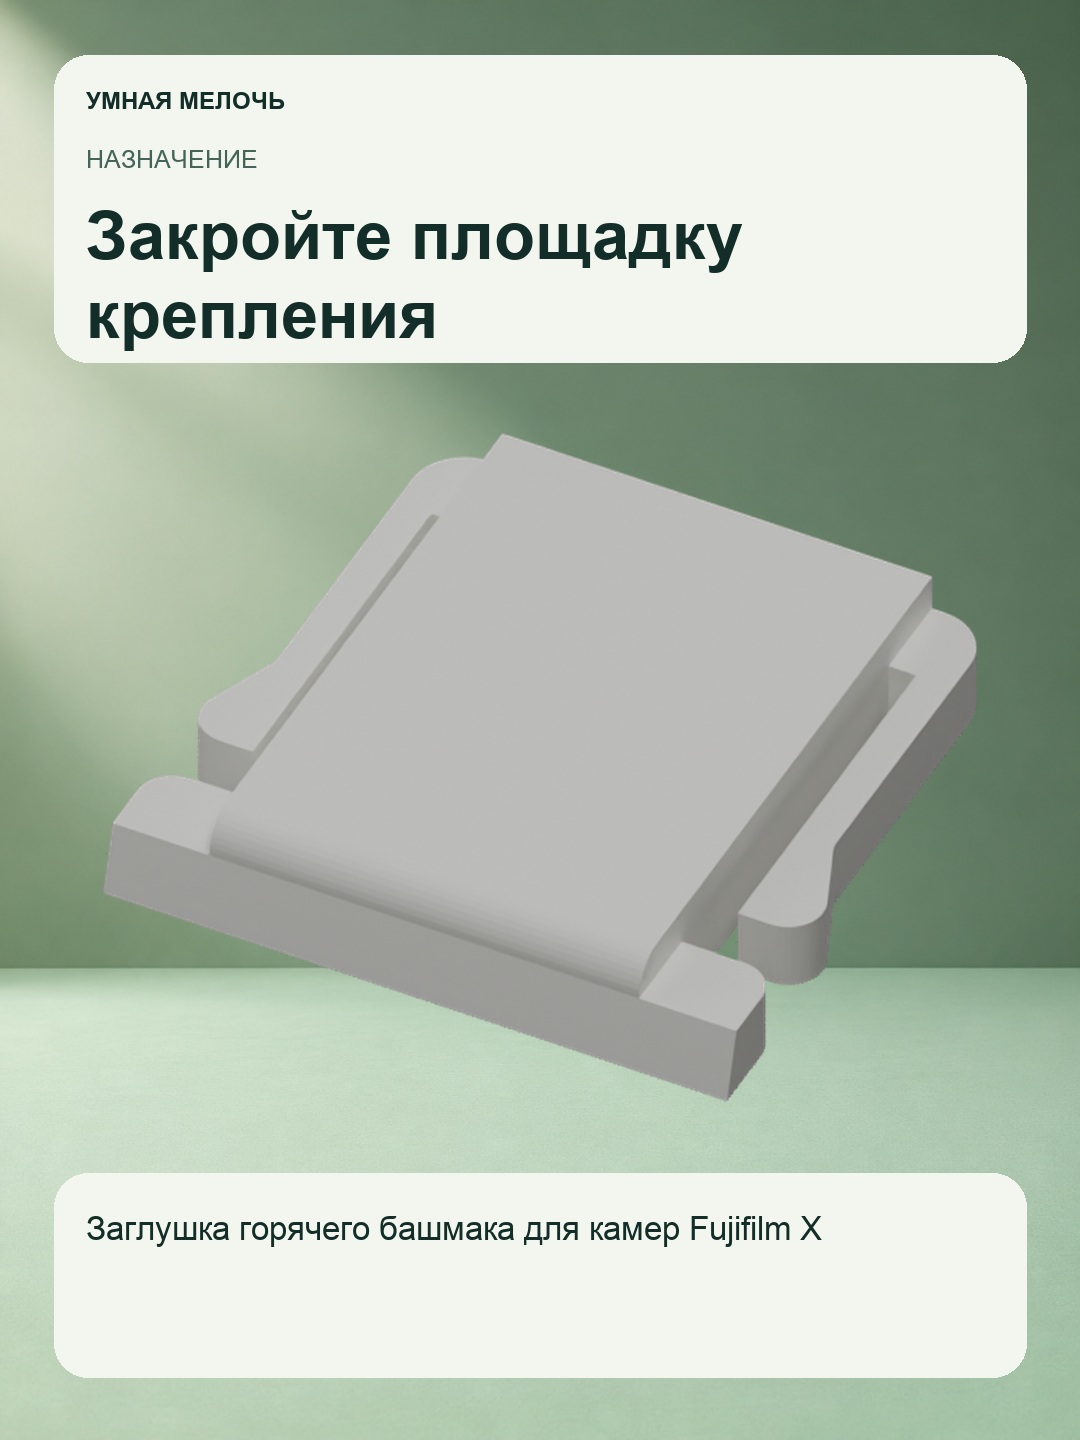 УМНАЯ МЕЛОЧЬ
НАЗНАЧЕНИЕ
Закройте площадку
крепления
Заглушка горячего башмака для камер Fujifilm X